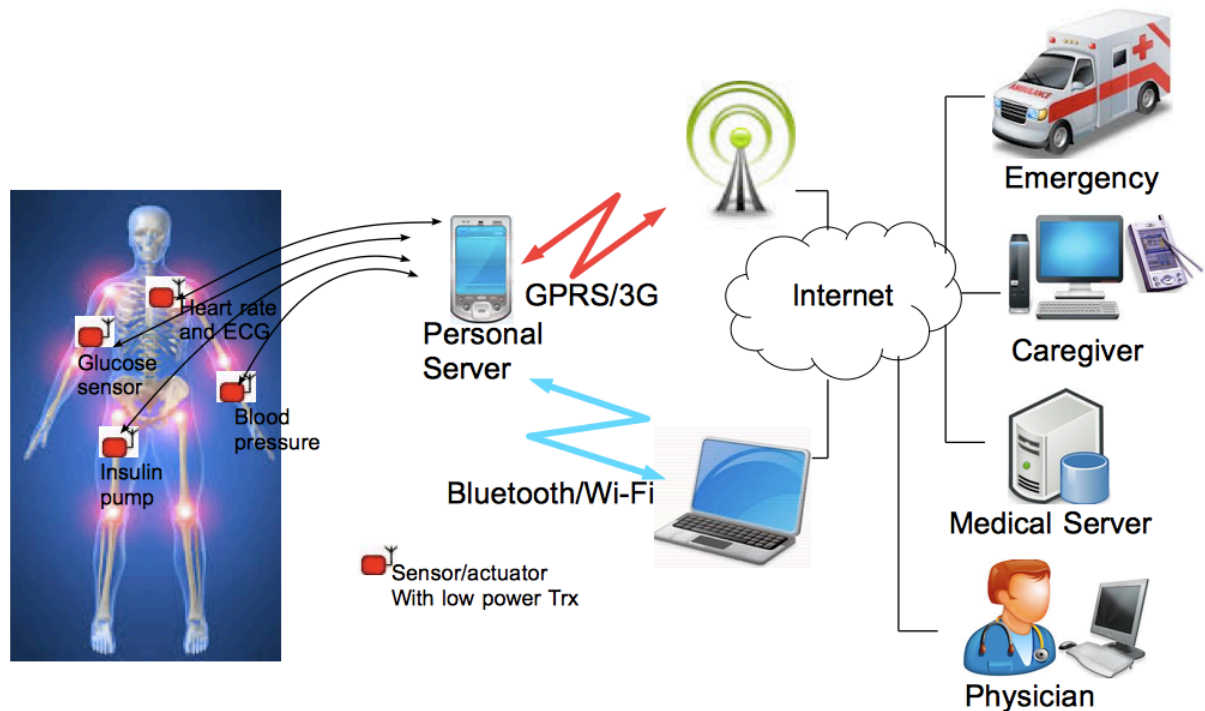 Heart rate
and ECG
Glucose
sensor
Blood
pressure
Insulin
pump
Personal
Server
GPRS/3G
Bluetooth/Wi-Fi
Sensor/actuator
With low power Trx
Internet
AMBULANCE
Emergency
Caregiver
Medical Server
Physician